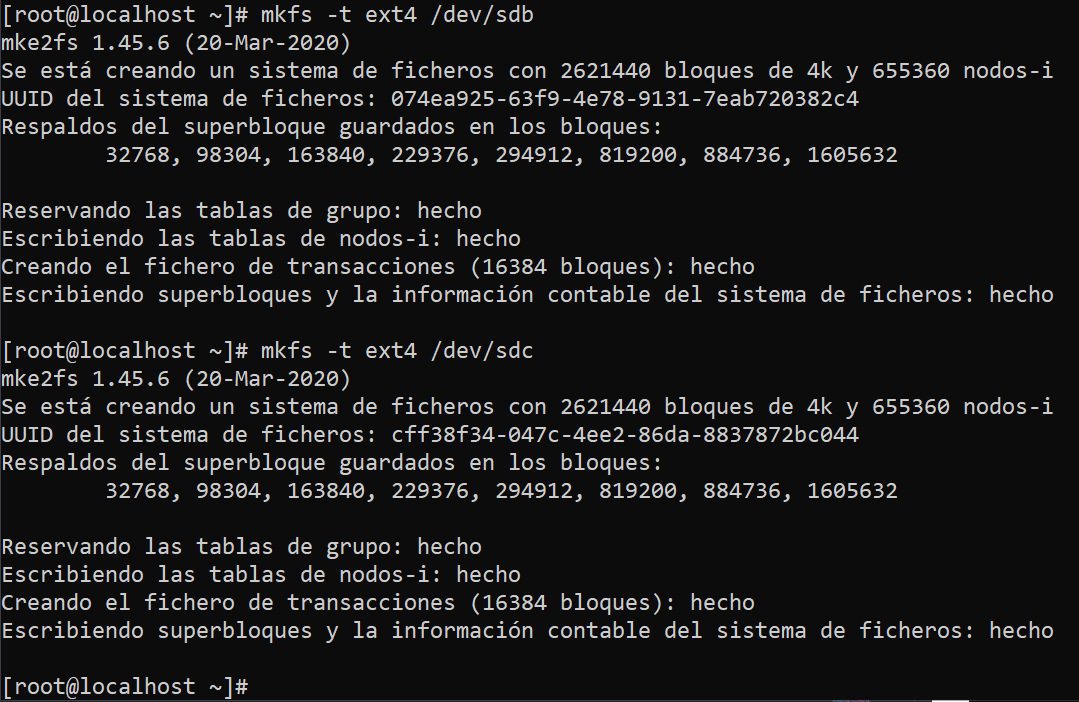 [root@localhost ~]# mkfs -t ext4 /dev/sdb
mke2fs 1.45.6 (20-Mar-2020)
Se está creando un sistema de ficheros con 2621440 bloques de 4k y 655360 nodos-i
UUID del sistema de ficheros: 074ea925-63f9-4e78-9131-7eab720382c4
Respaldos del superbloque guardados en los bloques:
        32768, 98304, 163840, 229376, 294912, 819200, 884736, 1605632

Reservando las tablas de grupo: hecho
Escribiendo las tablas de nodos-i: hecho
Creando el fichero de transacciones (16384 bloques): hecho
Escribiendo superbloques y la información contable del sistema de ficheros: hecho

[root@localhost ~]# mkfs -t ext4 /dev/sdc
mke2fs 1.45.6 (20-Mar-2020)
Se está creando un sistema de ficheros con 2621440 bloques de 4k y 655360 nodos-i
UUID del sistema de ficheros: cff38f34-047c-4ee2-86da-8837872bc044
Respaldos del superbloque guardados en los bloques:
        32768, 98304, 163840, 229376, 294912, 819200, 884736, 1605632

Reservando las tablas de grupo: hecho
Escribiendo las tablas de nodos-i: hecho
Creando el fichero de transacciones (16384 bloques): hecho
Escribiendo superbloques y la información contable del sistema de ficheros: hecho

[root@localhost ~]#